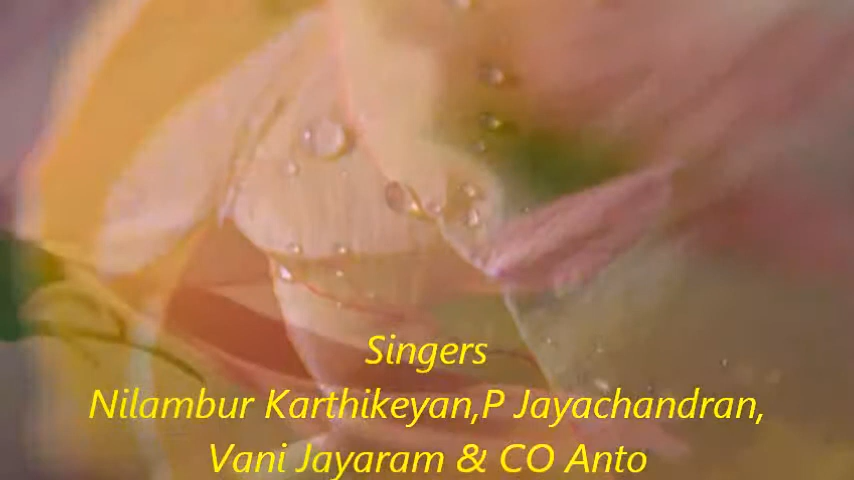 Singers
Nilambur Karthikeyan,P Jayachandran,
Vani Jayaram & CO Anto